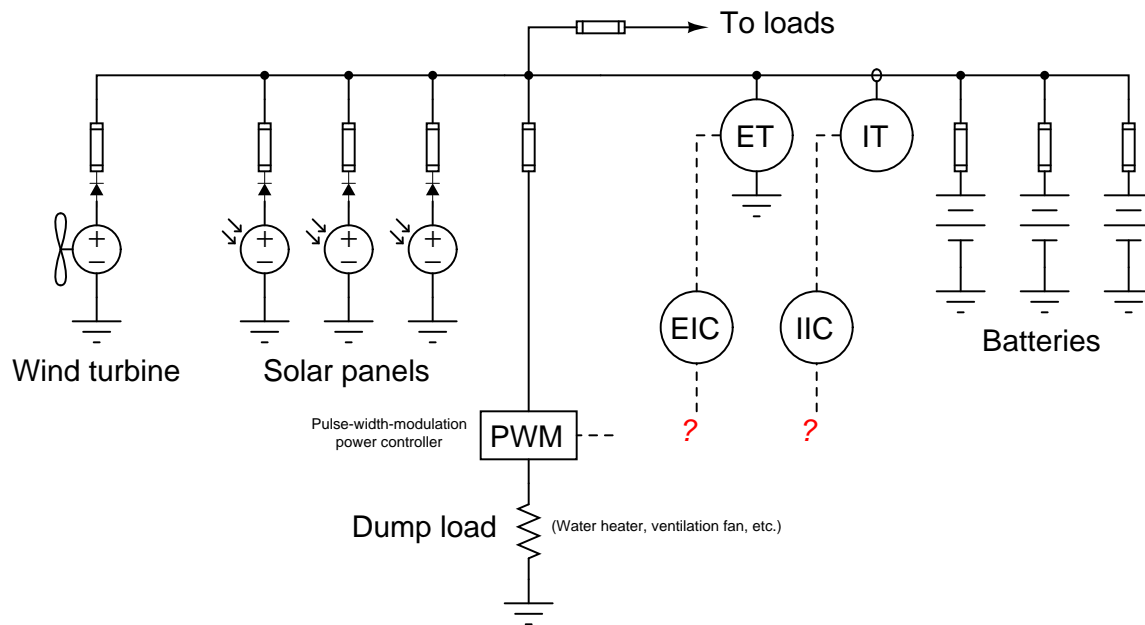 To loads
ET
IT
+
−
+
−
+
−
+
−
EIC
IIC
Wind turbine
Solar panels
Batteries
Pulse-width-modulation
power controller
PWM
?
?
Dump load
(Water heater, ventilation fan, etc.)